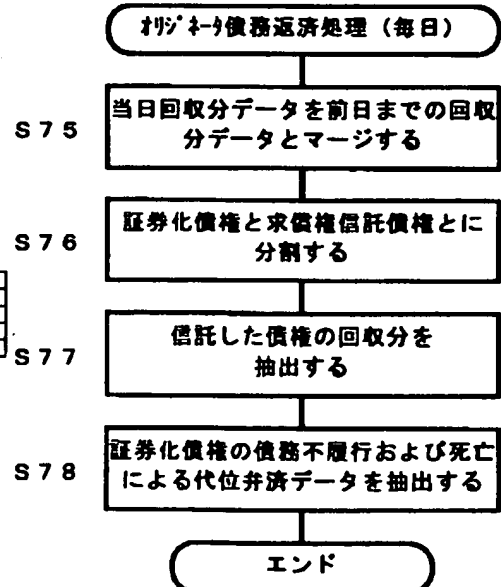 オリジネータ債務返済処理（毎日）
S75
当日回収分データを前日までの回収
分データとマージする
S76
証券化債権と求償権信託債権とに
分割する
S77
信託した債権の回収分を
抽出する
S78
証券化債権の債務不履行および死亡
による代位弁済データを抽出する
エンド